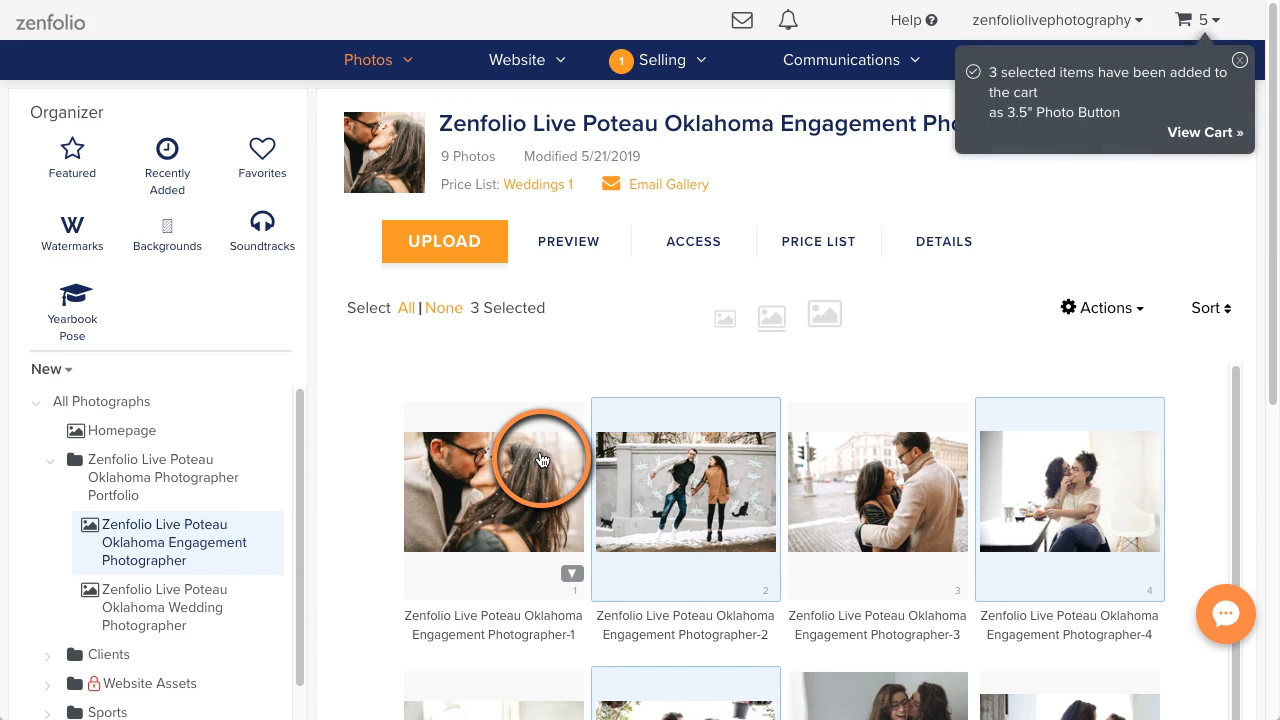 zenfolio
Help
zenfoliolivephotography
5
Photos
Website
1
Selling
Communications
3 selected items have been added to
the cart
as 3.5" Photo Button
View Cart »
Organizer
Featured
Recently
Added
Favorites
W
Watermarks
Backgrounds
Soundtracks
Yearbook
Pose
New
All Photographs
Homepage
Zenfolio Live Poteau
Oklahoma Photographer
Portfolio
Zenfolio Live Poteau
Oklahoma Engagement
Photographer
Zenfolio Live Poteau
Oklahoma Wedding
Photographer
Clients
Website Assets
Sports
Zenfolio Live Poteau Oklahoma Engagement Pho
9 Photos Modified 5/21/2019
Price List: Weddings 1 Email Gallery
UPLOAD
PREVIEW
ACCESS
PRICE LIST
DETAILS
Select All | None 3 Selected
Actions
Sort
1
2
3
4
Zenfolio Live Poteau Oklahoma
Engagement Photographer-1
Zenfolio Live Poteau Oklahoma
Engagement Photographer-2
Zenfolio Live Poteau Oklahoma
Engagement Photographer-3
Zenfolio Live Poteau Oklahoma
Engagement Photographer-4